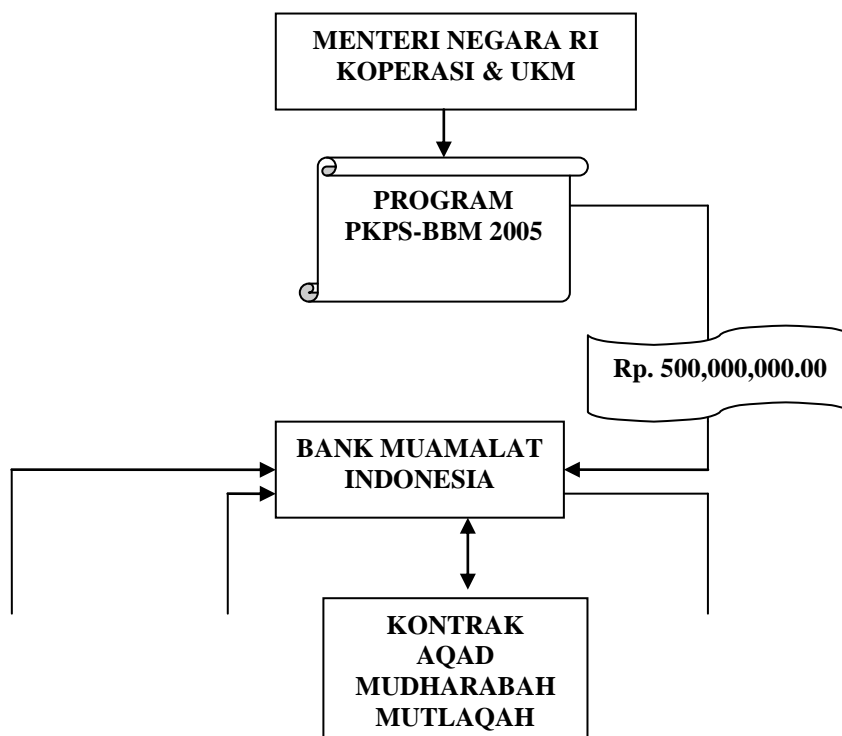 MENTERI NEGARA RI
KOPERASI & UKM
PROGRAM
PKPS-BBM 2005
Rp. 500,000,000.00
BANK MUAMALAT
INDONESIA
KONTRAK
AQAD
MUDHARABAH
MUTLAQAH